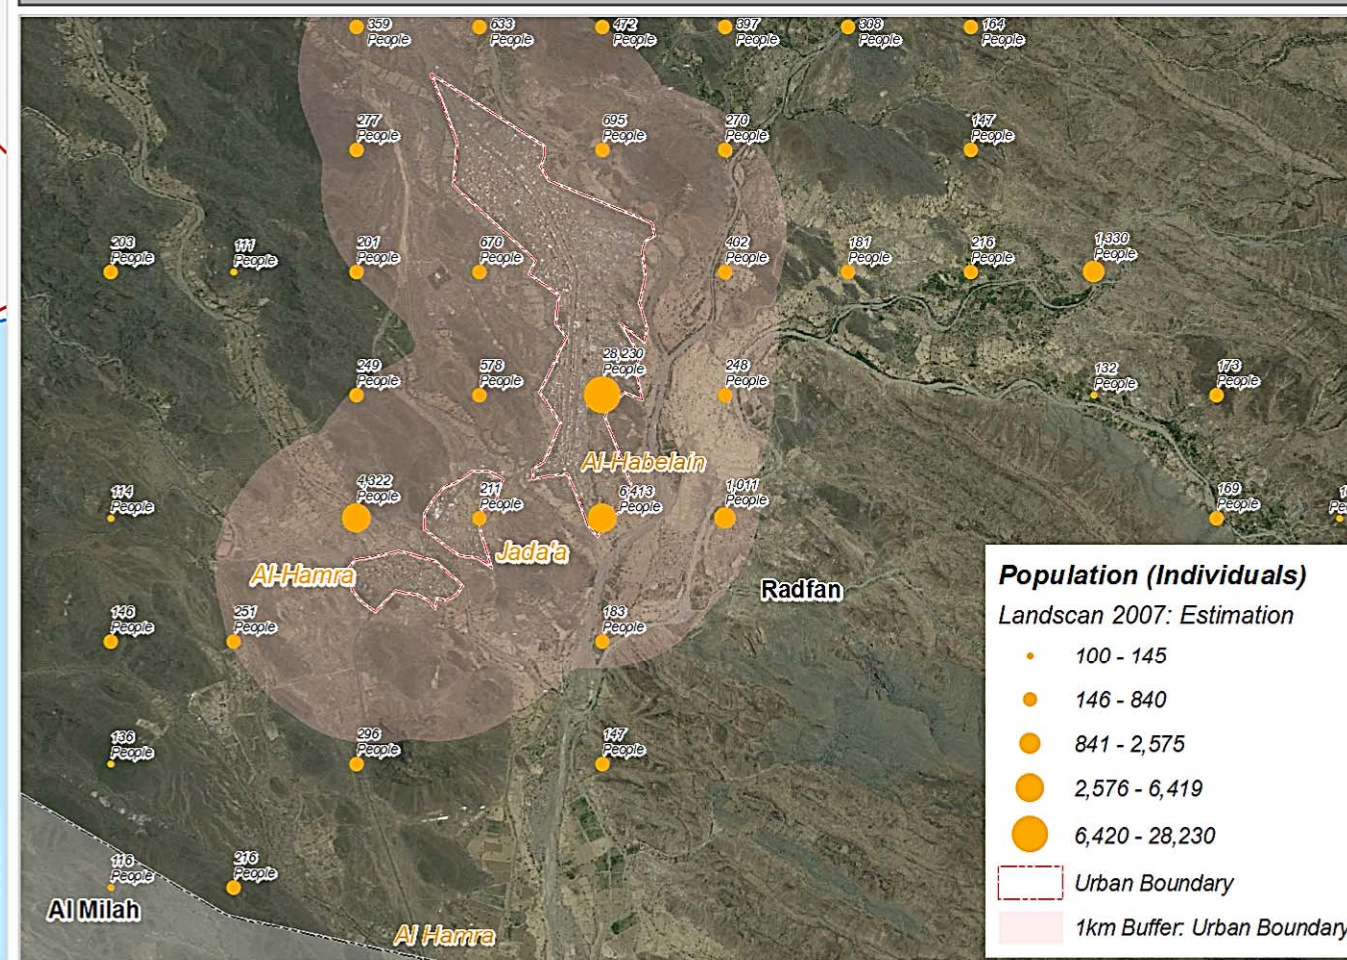 359
People
633
People
472
People
397
People
308
People
164
People
277
People
695
People
270
People
147
People
203
People
111
People
201
People
670
People
402
People
181
People
216
People
1,330
People
249
People
578
People
28,230
People
248
People
132
People
173
People
Al-Habelain
114
People
4,322
People
211
People
6,413
People
1,011
People
169
People
Jada'a
Al-Hamra
Radfan
146
People
251
People
183
People
136
People
296
People
147
People
116
People
216
People
Al Milah
Al Hamra
Population (Individuals)
Landscan 2007: Estimation
100 - 145
146 - 840
841 - 2,575
2,576 - 6,419
6,420 - 28,230
Urban Boundary
1km Buffer: Urban Boundary